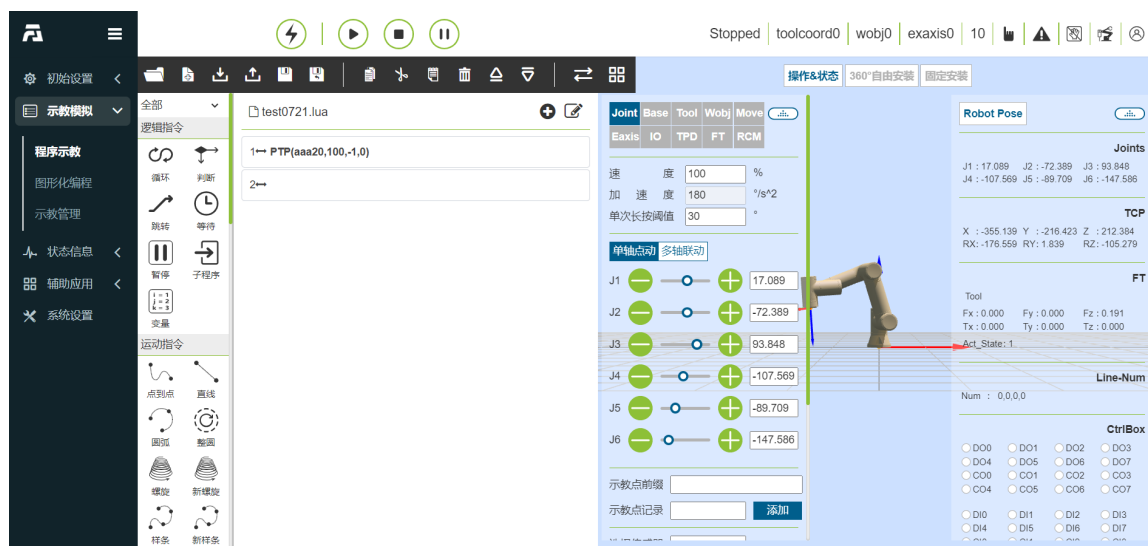 Stopped toolcoord0 wobj0 exaxis0 10
初始设置
示教模拟
程序示教
图形化编程
示教管理
状态信息
辅助应用
系统设置
操作&状态 360°自由安装 固定安装
全部
逻辑指令
循环 判断
跳转 等待
暂停 子程序
i = 1
j = 2
k = 3
变量
运动指令
点到点 直线
圆弧 整圆
螺旋 新螺旋
样条 新样条
test0721.lua
1 PTP(aaa20,100,-1,0)
2
Joint Base Tool Wobj Move
Eaxis IO TPD FT RCM
速 度 100 %
加 速 度 180 °/s^2
单次长按阈值 30 °
单轴点动 多轴联动
J1 17.089
J2 -72.389
J3 93.848
J4 -107.569
J5 -89.709
J6 -147.586
示教点前缀
示教点记录 添加
Robot Pose
Joints
J1 : 17.089 J2 : -72.389 J3 : 93.848
J4 : -107.569 J5 : -89.709 J6 : -147.586
TCP
X : -355.139 Y : -216.423 Z : 212.384
RX: -176.559 RY: 1.839 RZ: -105.279
FT
Tool
Fx : 0.000 Fy : 0.000 Fz : 0.191
Tx : 0.000 Ty : 0.000 Tz : 0.000
Act_State: 1
Line-Num
Num : 0,0,0,0
CtrlBox
DO0 DO1 DO2 DO3
DO4 DO5 DO6 DO7
CO0 CO1 CO2 CO3
CO4 CO5 CO6 CO7
DI0 DI1 DI2 DI3
DI4 DI5 DI6 DI7